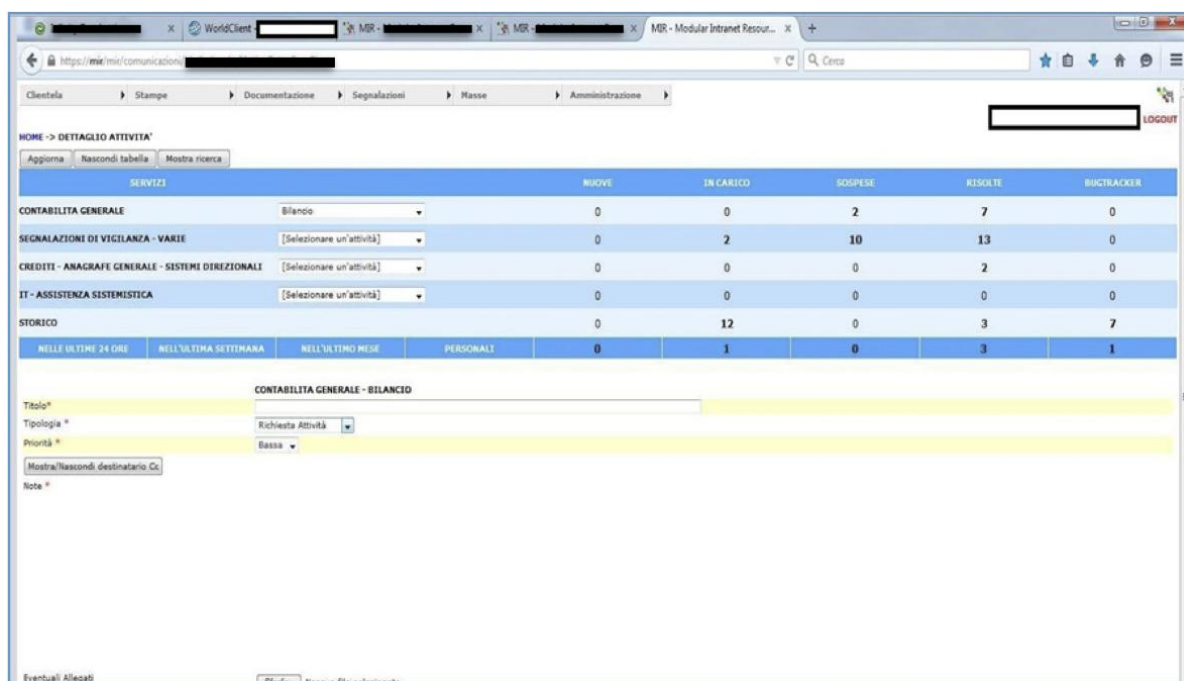 WorldClient -
MIR -
MIR -
MIR - Modular Intranet Resour...
https://mir/mir/comunicazioni/
Cerca
Clientela Stampe Documentazione Segnalazioni Masse Amministrazione
LOGOUT
HOME -> DETTAGLIO ATTIVITA'
Aggiorna Nascondi tabella Mostra ricerca
SERVIZI NUOVE IN CARICO SOSPESE RISOLTE BUGTRACKER
CONTABILITA GENERALE Bilancio 0 0 2 7 0
SEGNALAZIONI DI VIGILANZA - VARIE [Selezionare un'attività] 0 2 10 13 0
CREDITI - ANAGRAFE GENERALE - SISTEMI DIREZIONALI [Selezionare un'attività] 0 0 0 2 0
IT - ASSISTENZA SISTEMISTICA [Selezionare un'attività] 0 0 0 0 0
STORICO 0 12 0 3 7
NELLE ULTIME 24 ORE NELL'ULTIMA SETTIMANA NELL'ULTIMO MESE PERSONALI 0 1 0 3 1
CONTABILITA GENERALE - BILANCIO
Titolo*
Tipologia * Richiesta Attività
Priorità * Bassa
Mostra/Nascondi destinatario Cc
Note *
Eventuali Allegati